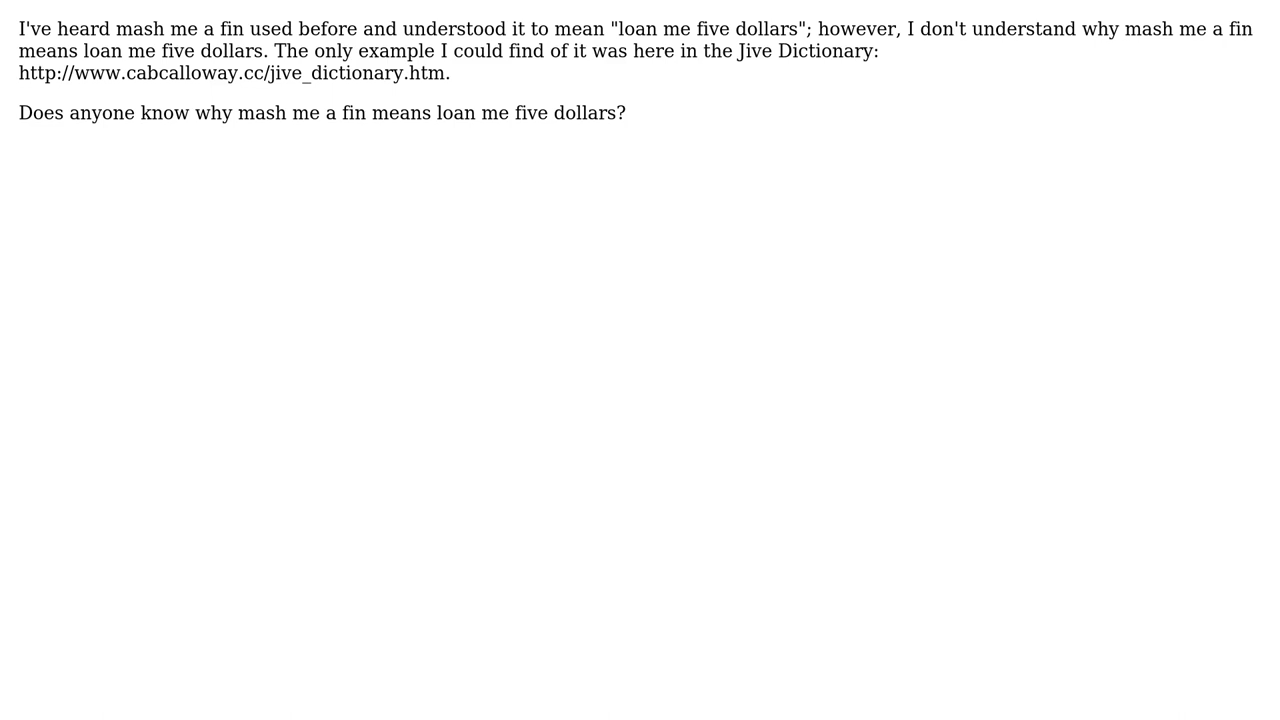 I've heard mash me a fin used before and understood it to mean "loan me five dollars"; however, I don't understand why mash me a fin
means loan me five dollars. The only example I could find of it was here in the Jive Dictionary:
http://www.cabcalloway.cc/jive_dictionary.htm.
Does anyone know why mash me a fin means loan me five dollars?